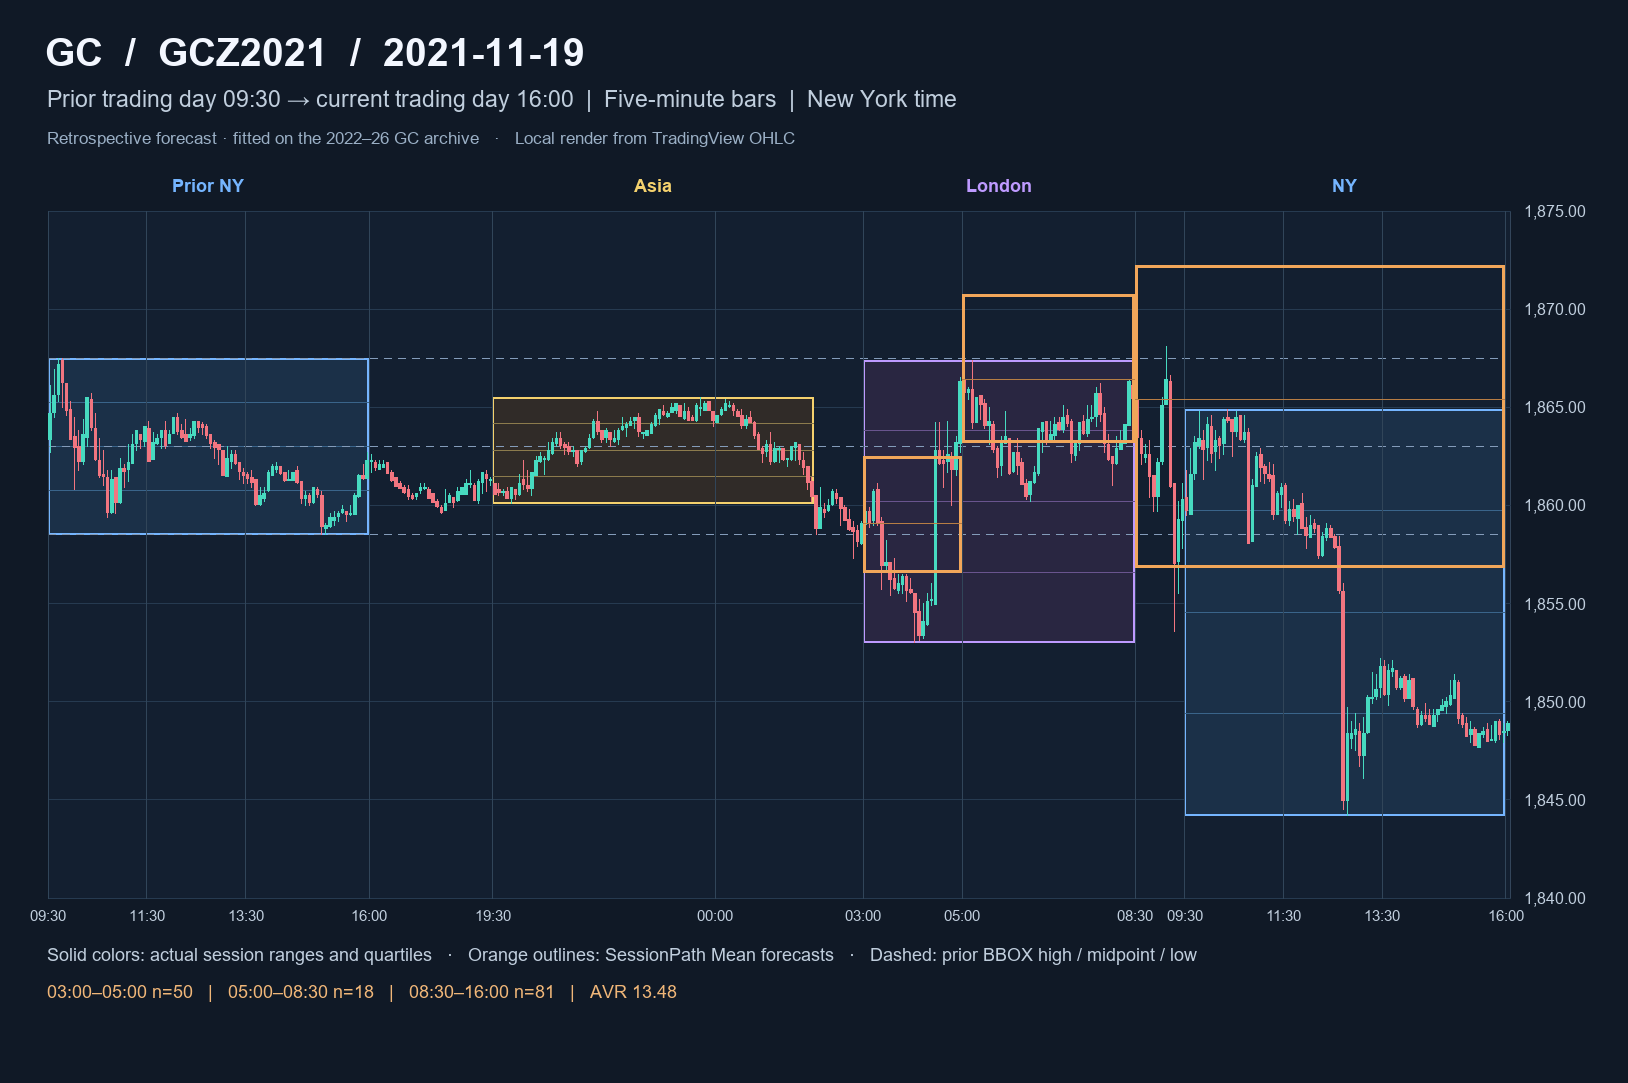 GC / GCZ2021 / 2021-11-19
Prior trading day 09:30 → current trading day 16:00 | Five-minute bars | New York time
Retrospective forecast · fitted on the 2022–26 GC archive · Local render from TradingView OHLC
Prior NY Asia London NY
1,875.00
1,870.00
1,865.00
1,860.00
1,855.00
1,850.00
1,845.00
1,840.00
09:30 11:30 13:30 16:00 19:30 00:00 03:00 05:00 08:30 09:30 11:30 13:30 16:00
Solid colors: actual session ranges and quartiles · Orange outlines: SessionPath Mean forecasts · Dashed: prior BBOX high / midpoint / low
03:00–05:00 n=50 | 05:00–08:30 n=18 | 08:30–16:00 n=81 | AVR 13.48